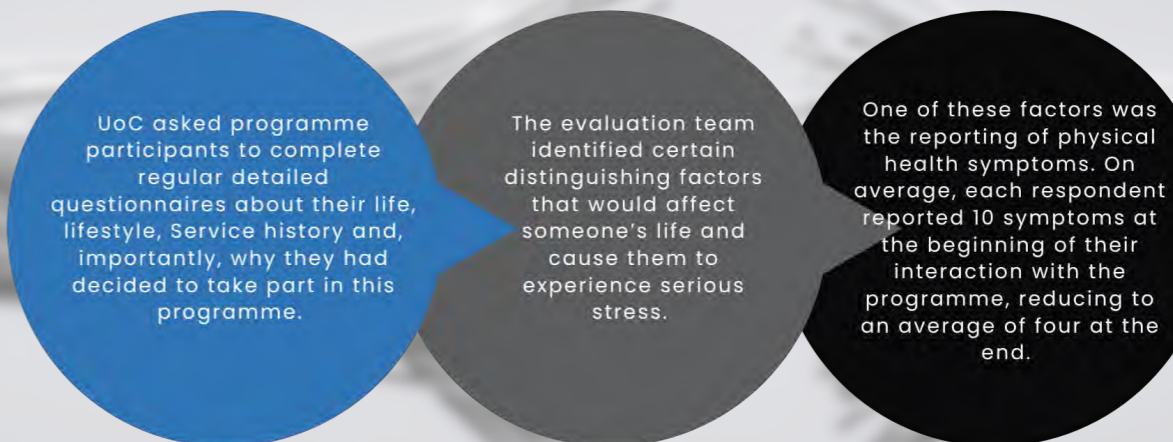 UoC asked programme
participants to complete
regular detailed
questionnaires about their life,
lifestyle, Service history and,
importantly, why they had
decided to take part in this
programme.
The evaluation team
identified certain
distinguishing factors
that would affect
someone's life and
cause them to
experience serious
stress.
One of these factors was
the reporting of physical
health symptoms. On
average, each respondent
reported 10 symptoms at
the beginning of their
interaction with the
programme, reducing to
an average of four at the
end.